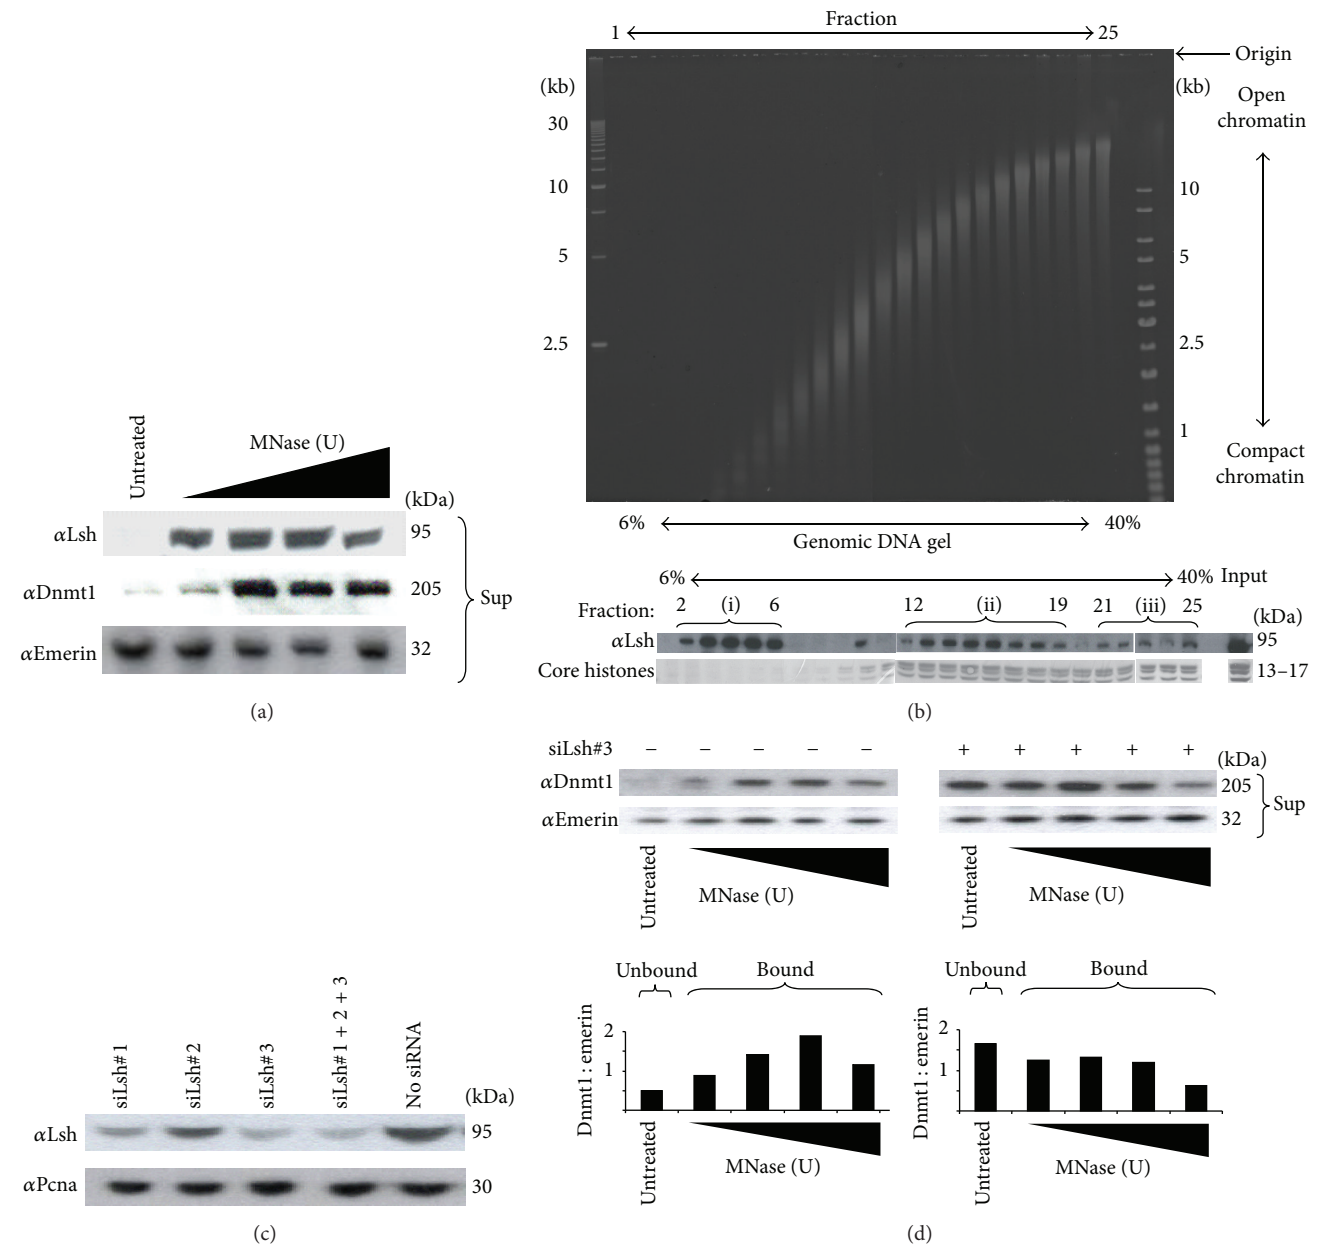 Fraction
1
25
Origin
(kb)
(kb)
Open
chromatin
30
10
10
5
5
2.5
2.5
1
Compact
chromatin
6%
40%
Genomic DNA gel
Untreated
MNase (U)
(kDa)
αLsh
95
αDnmt1
205
αEmerin
32
Sup
(a)
6%
40%
Input
Fraction:
2
(i)
6
12
(ii)
19
21
(iii)
25
(kDa)
αLsh
95
Core histones
13–17
(b)
siLsh#1
siLsh#2
siLsh#3
siLsh#1 + 2 + 3
No siRNA
(kDa)
αLsh
95
αPcna
30
(c)
siLsh#3
− − − − −
+ + + + +
(kDa)
αDnmt1
205
αEmerin
32
Sup
Untreated
MNase (U)
Untreated
MNase (U)
Unbound
Bound
Unbound
Bound
Dnmt1 : emerin
2
1
Untreated
MNase (U)
Dnmt1 : emerin
2
1
Untreated
MNase (U)
(d)